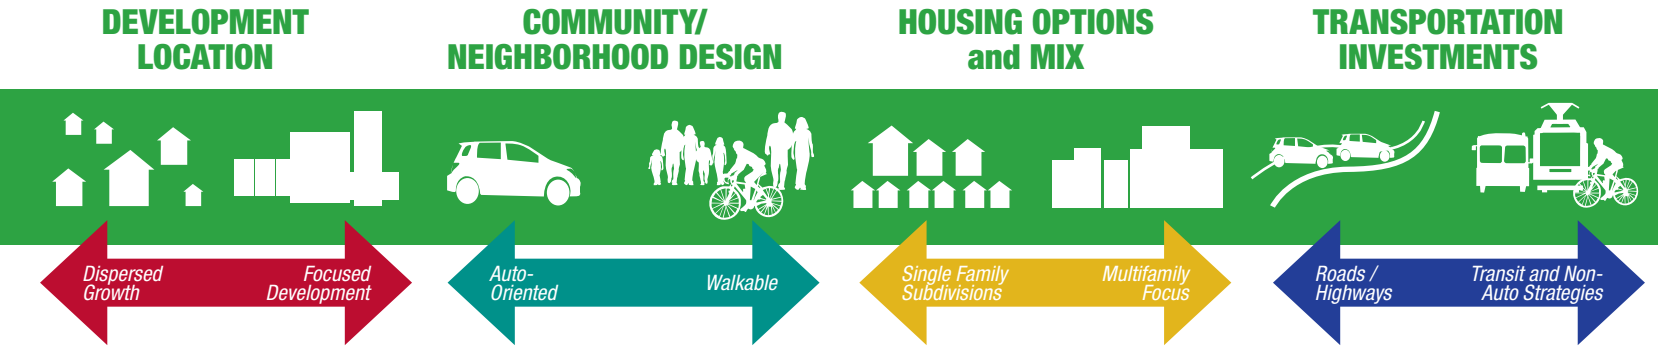 DEVELOPMENT
LOCATION
COMMUNITY/
NEIGHBORHOOD DESIGN
HOUSING OPTIONS
and MIX
TRANSPORTATION
INVESTMENTS
Dispersed
Growth
Focused
Development
Auto-
Oriented
Walkable
Single Family
Subdivisions
Multifamily
Focus
Roads /
Highways
Transit and Non-
Auto Strategies